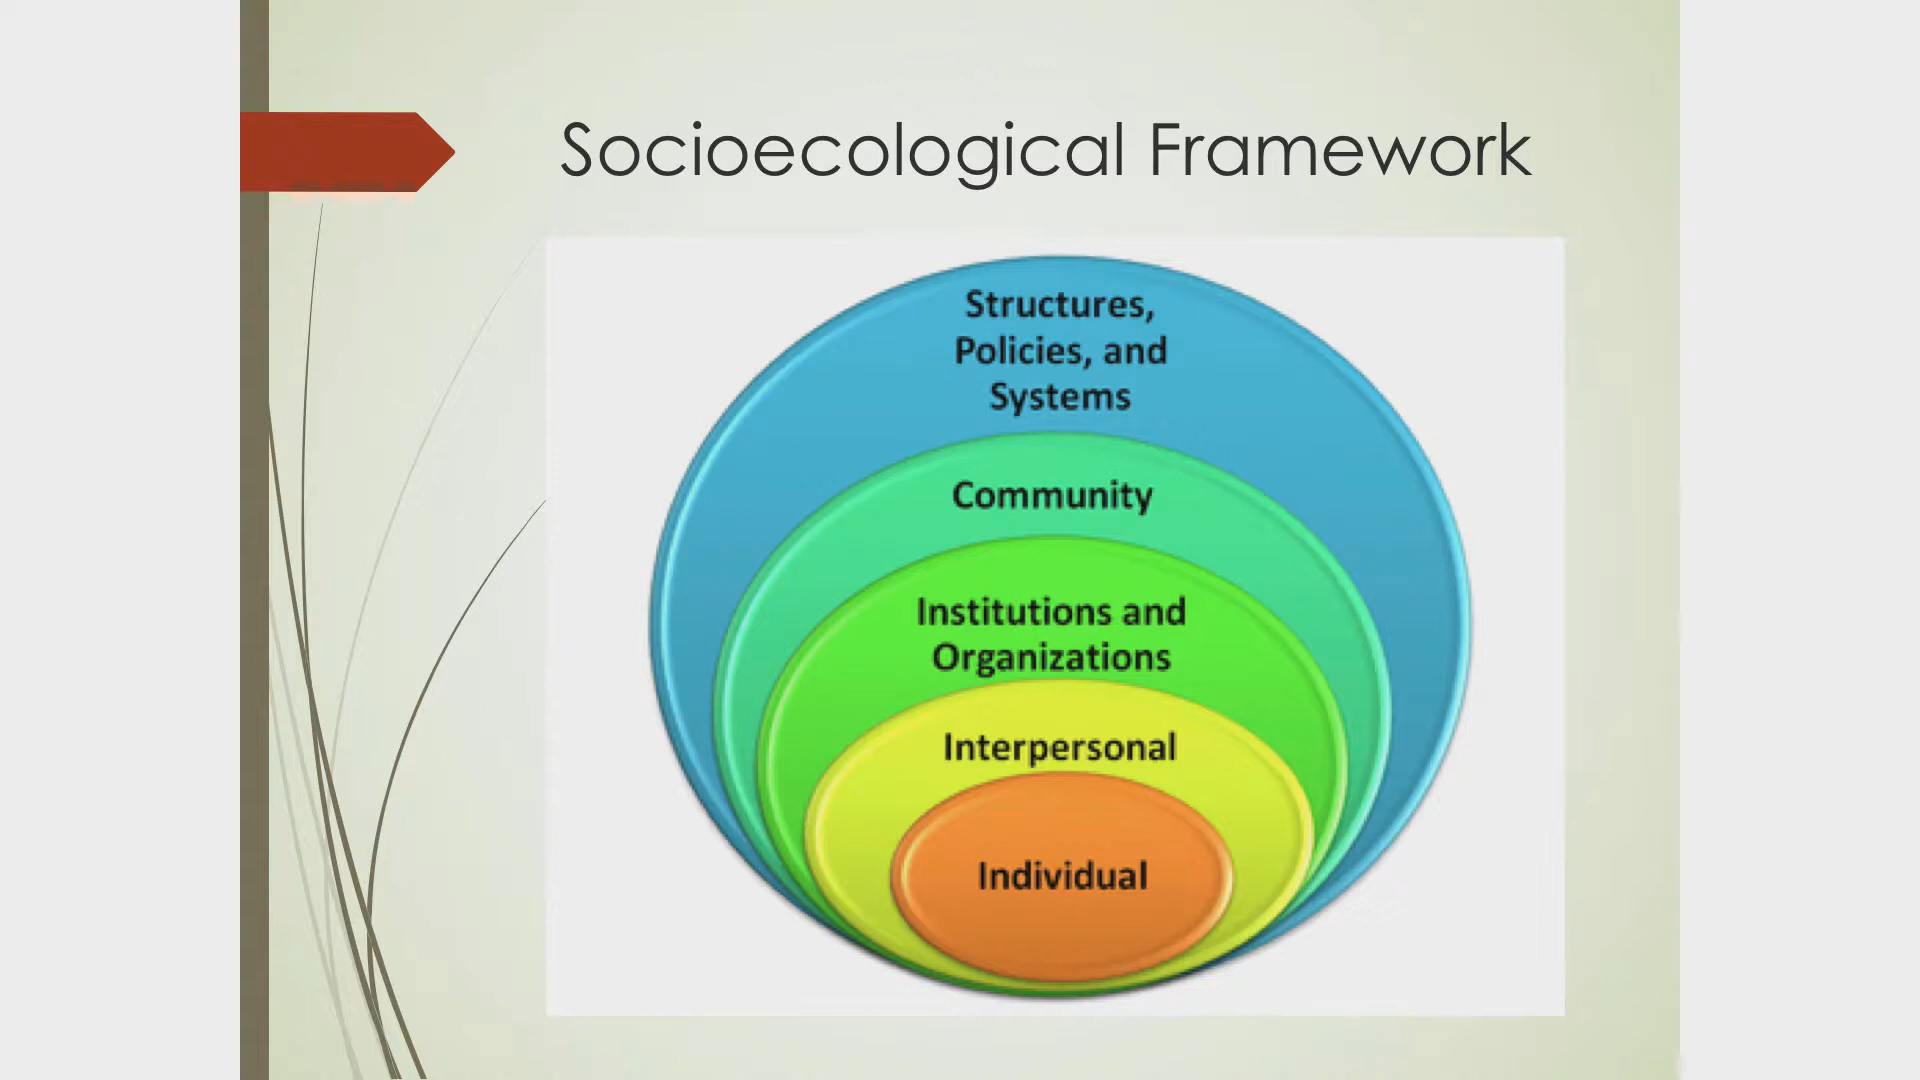 Socioecological Framework
Structures,
Policies, and
Systems
Community
Institutions and
Organizations
Interpersonal
Individual